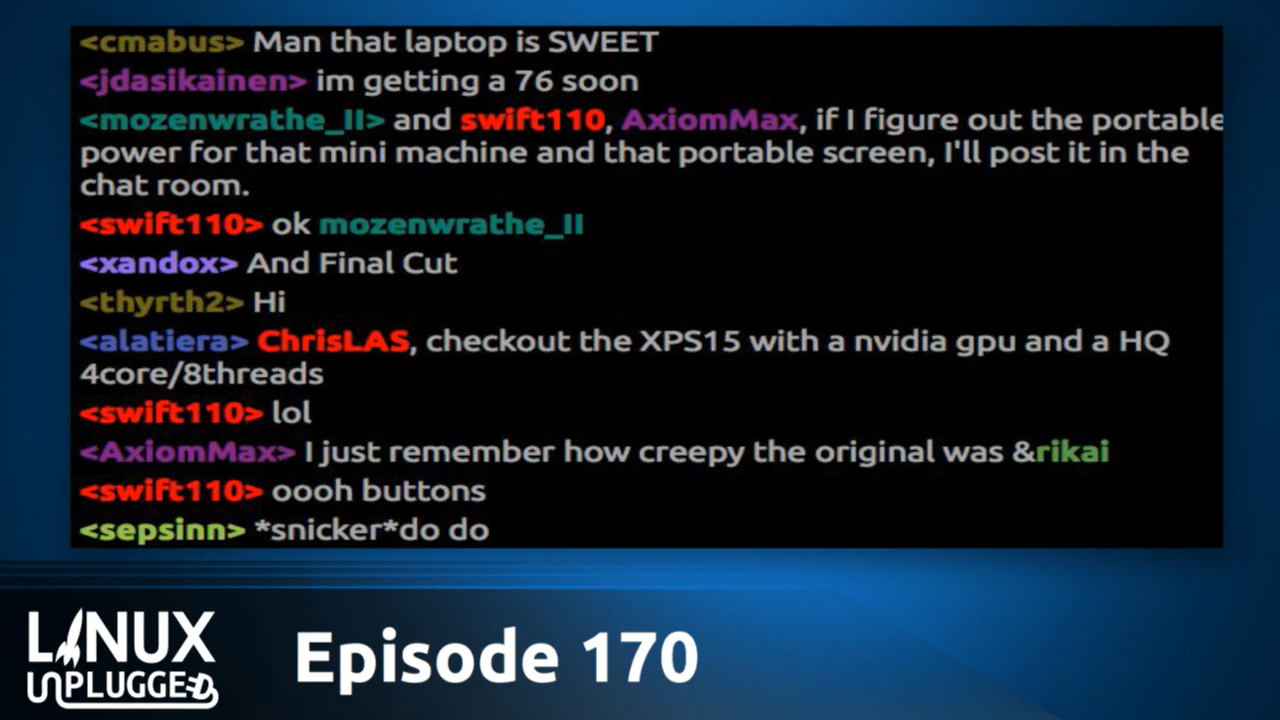 <cmabus> Man that laptop is SWEET
<jdasikainen> im getting a 76 soon
<mozenwrathe_II> and swift110, AxiomMax, if I figure out the portable
power for that mini machine and that portable screen, I'll post it in the
chat room.
<swift110> ok mozenwrathe_II
<xandox> And Final Cut
<thyrth2> Hi
<alatiera> ChrisLAS, checkout the XPS15 with a nvidia gpu and a HQ
4core/8threads
<swift110> lol
<AxiomMax> I just remember how creepy the original was &rikai
<swift110> oooh buttons
<sepsinn> *snicker*do do
LINUX
UNPLUGGED
Episode 170